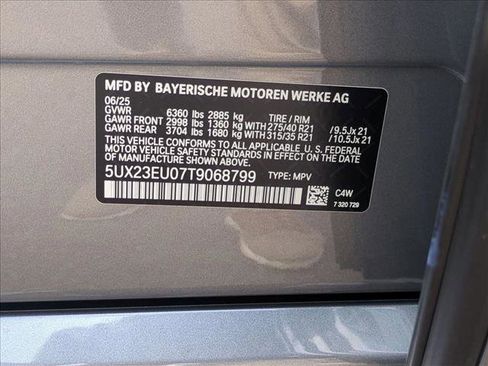 MFD BY BAYERISCHE MOTOREN WERKE AG
06/25
GVWR 6360 lbs 2885 kg TIRE / RIM
GAWR FRONT 2998 lbs 1360 kg WITH 275/40 R21 /9.5Jx21
GAWR REAR 3704 lbs 1680 kg WITH 315/35 R21 /10.5Jx21
THIS VEHICLE CONFORMS TO ALL APPLICABLE U.S. FEDERAL
MOTOR VEHICLE SAFETY STANDARDS IN EFFECT ON THE DATE
OF MANUFACTURE SHOWN ABOVE.
5UX23EU07T9068799 TYPE: MPV
C4W
7 320 729